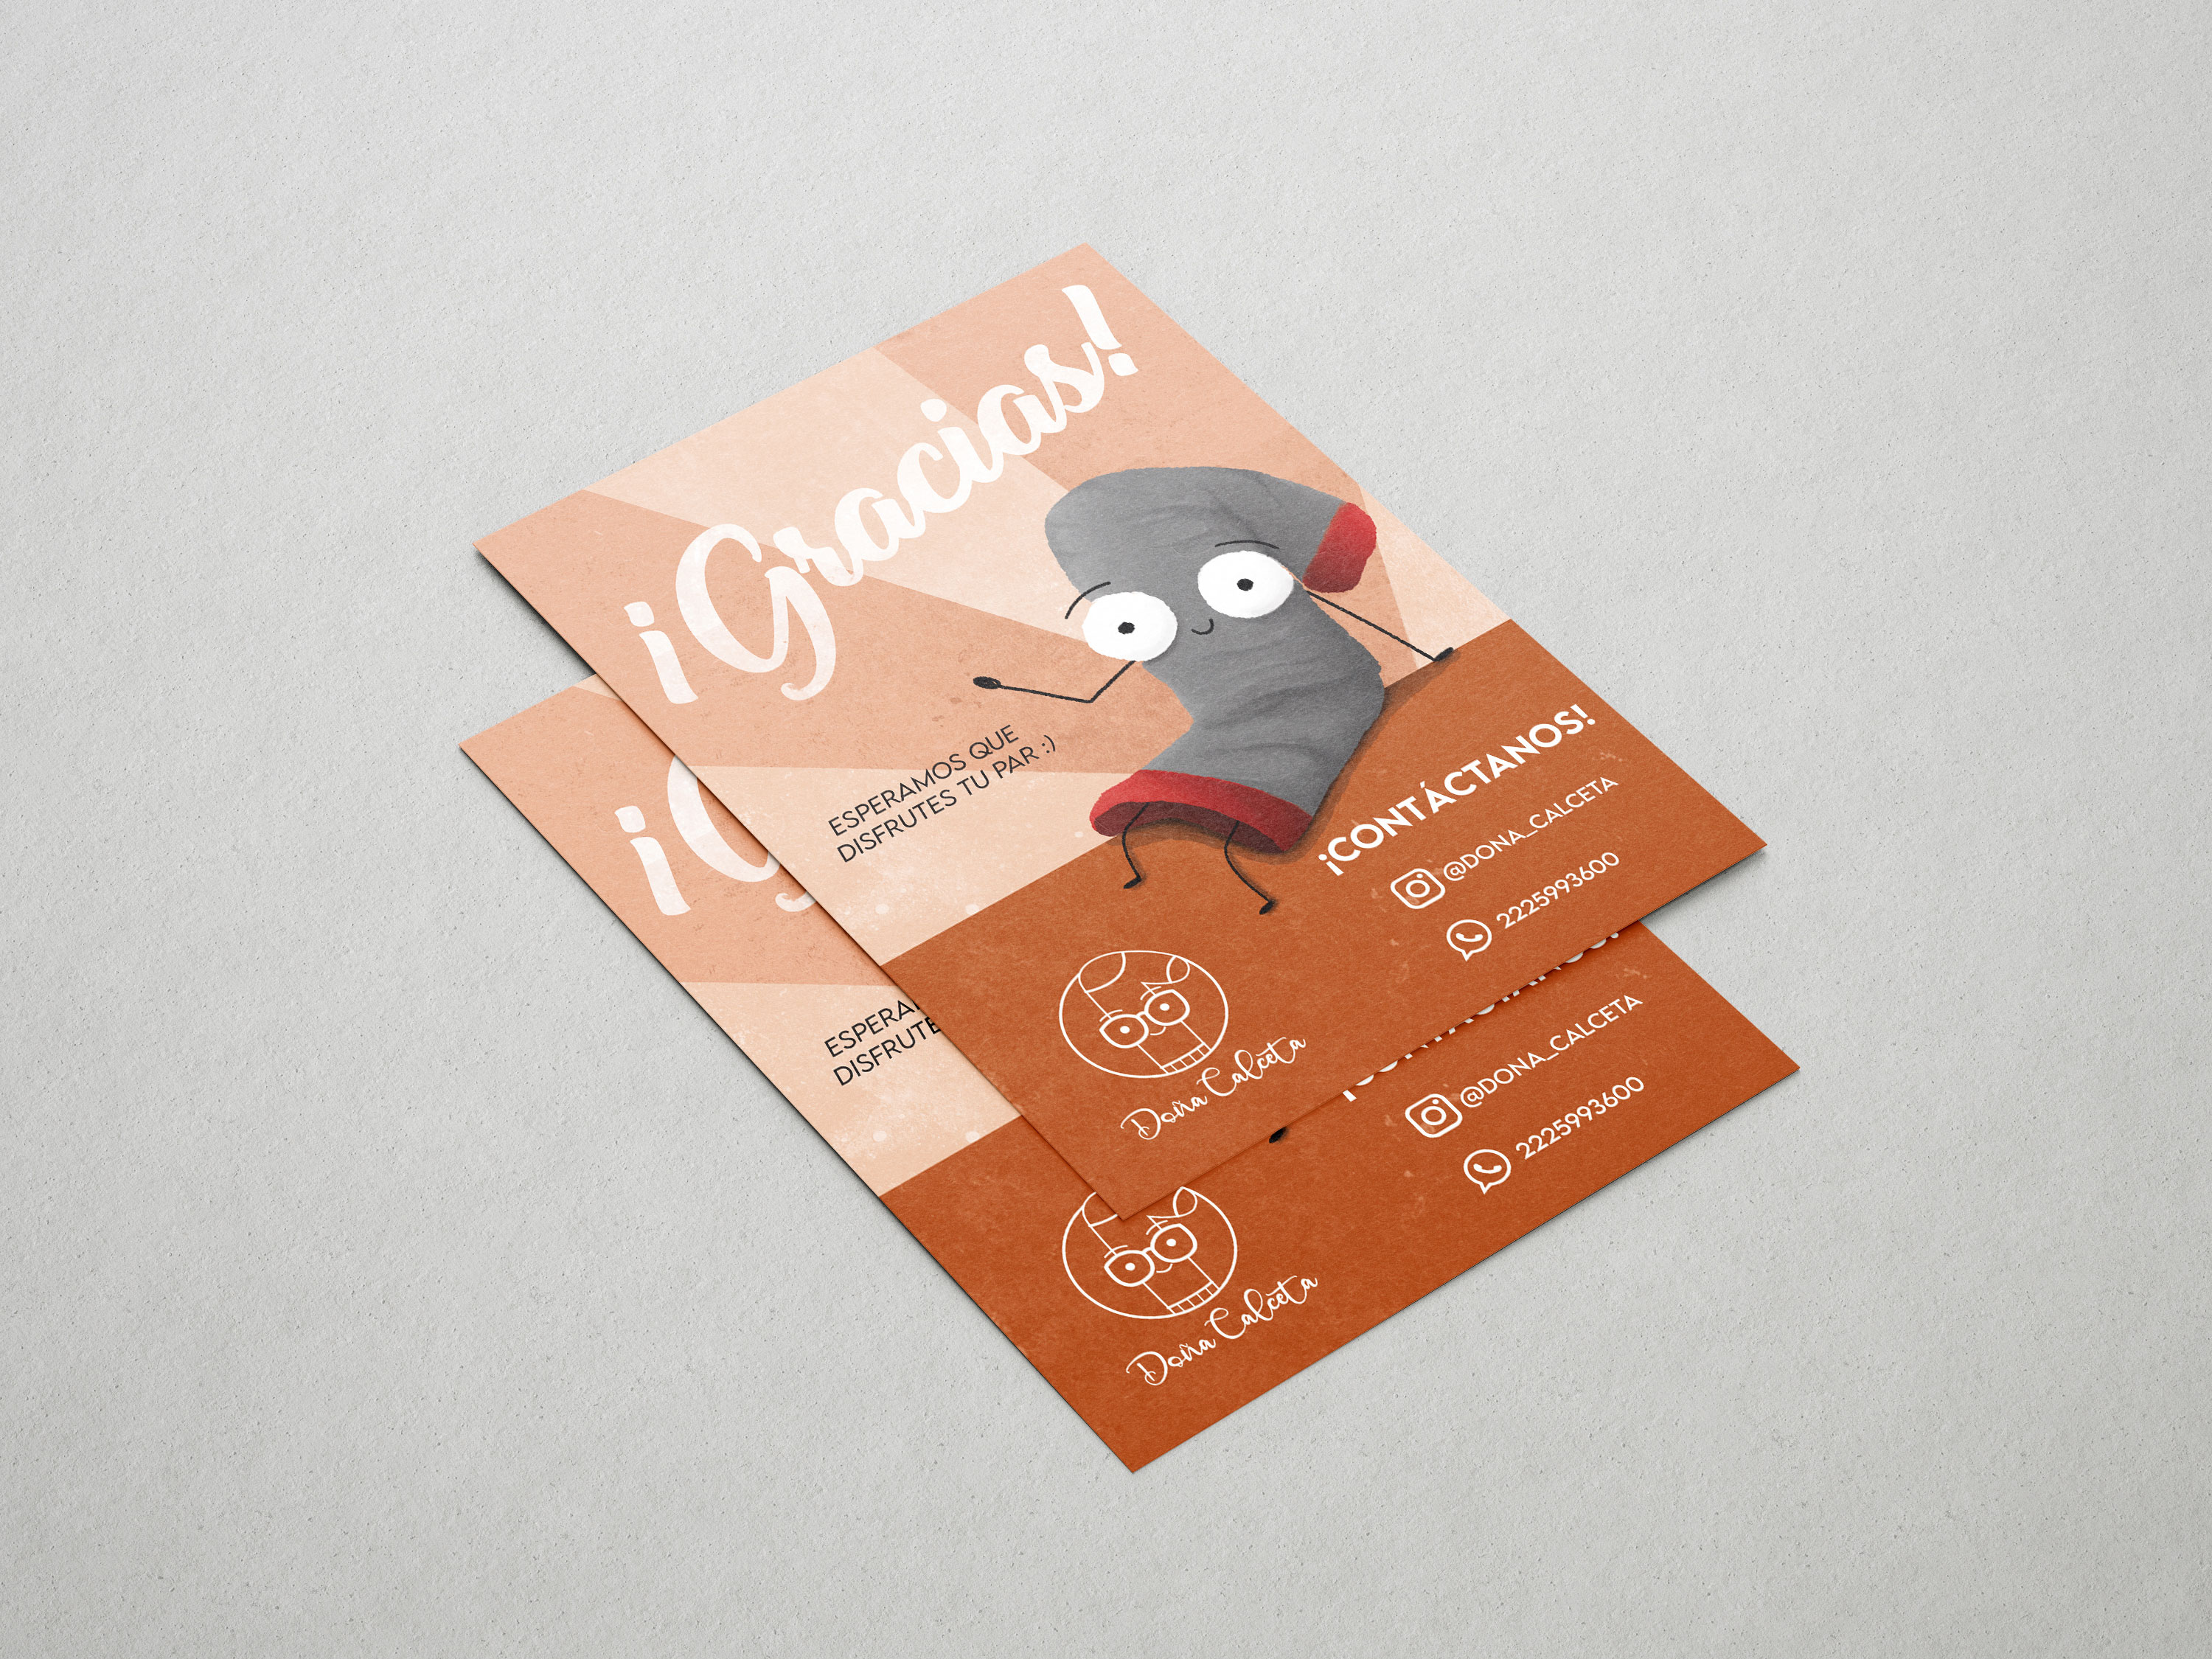 ¡Gracias!
ESPERAMOS QUE
DISFRUTES TU PAR :)
¡CONTÁCTANOS!
@DONA_CALCETA
2225993600
Doña Calceta
ESPERA
DISFRUTE
@DONA_CALCETA
2225993600
Doña Calceta